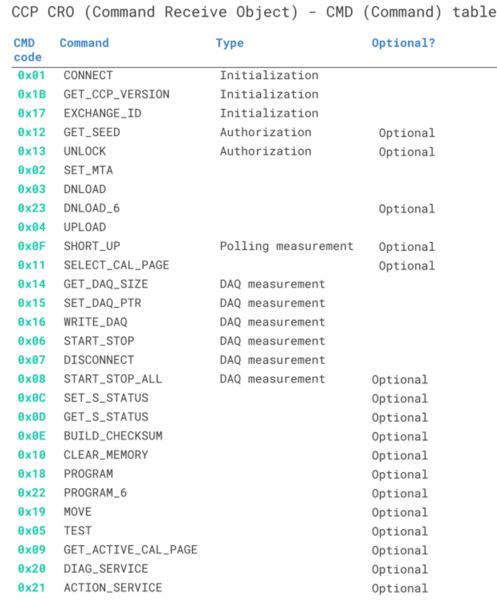 CCP CRO (Command Receive Object) - CMD (Command) table
CMD code Command Type Optional?
0x01 CONNECT Initialization
0x1B GET_CCP_VERSION Initialization
0x17 EXCHANGE_ID Initialization
0x12 GET_SEED Authorization Optional
0x13 UNLOCK Authorization Optional
0x02 SET_MTA
0x03 DNLOAD
0x23 DNLOAD_6 Optional
0x04 UPLOAD
0x0F SHORT_UP Polling measurement Optional
0x11 SELECT_CAL_PAGE Optional
0x14 GET_DAQ_SIZE DAQ measurement
0x15 SET_DAQ_PTR DAQ measurement
0x16 WRITE_DAQ DAQ measurement
0x06 START_STOP DAQ measurement
0x07 DISCONNECT DAQ measurement
0x08 START_STOP_ALL DAQ measurement Optional
0x0C SET_S_STATUS Optional
0x0D GET_S_STATUS Optional
0x0E BUILD_CHECKSUM Optional
0x10 CLEAR_MEMORY Optional
0x18 PROGRAM Optional
0x22 PROGRAM_6 Optional
0x19 MOVE Optional
0x05 TEST Optional
0x09 GET_ACTIVE_CAL_PAGE Optional
0x20 DIAG_SERVICE Optional
0x21 ACTION_SERVICE Optional